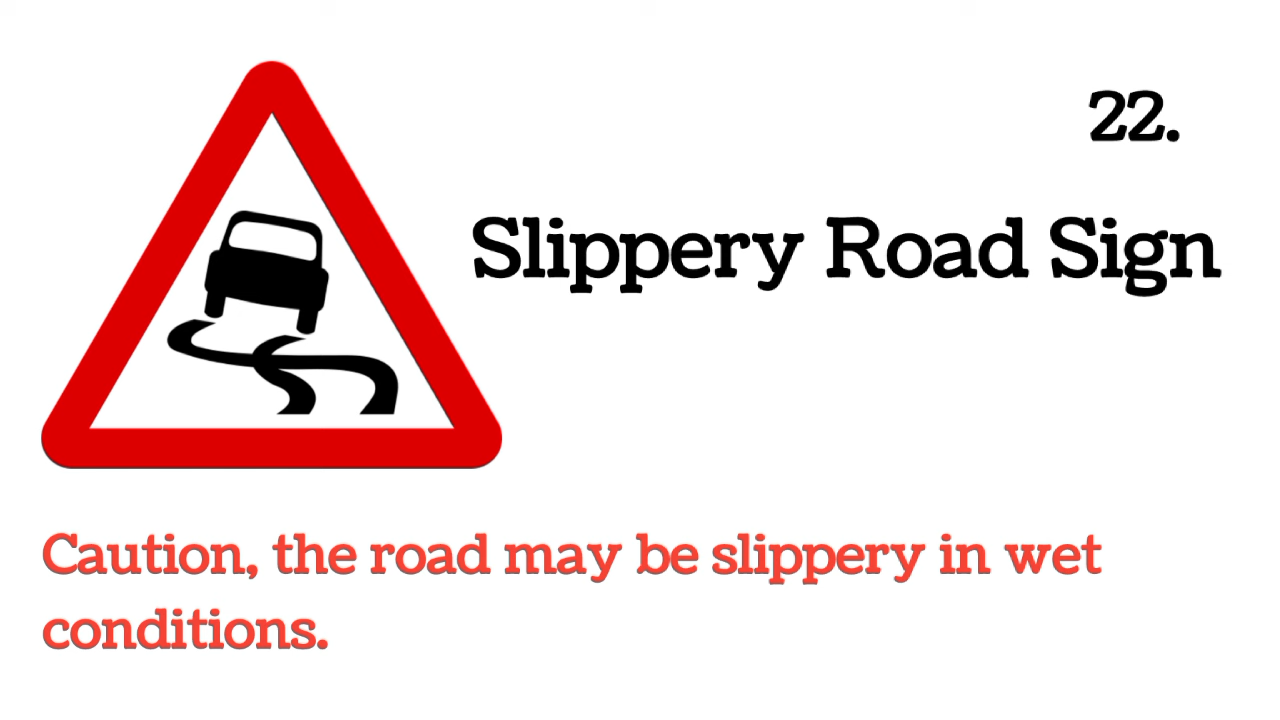 22.
Slippery Road Sign
Caution, the road may be slippery in wet
conditions.